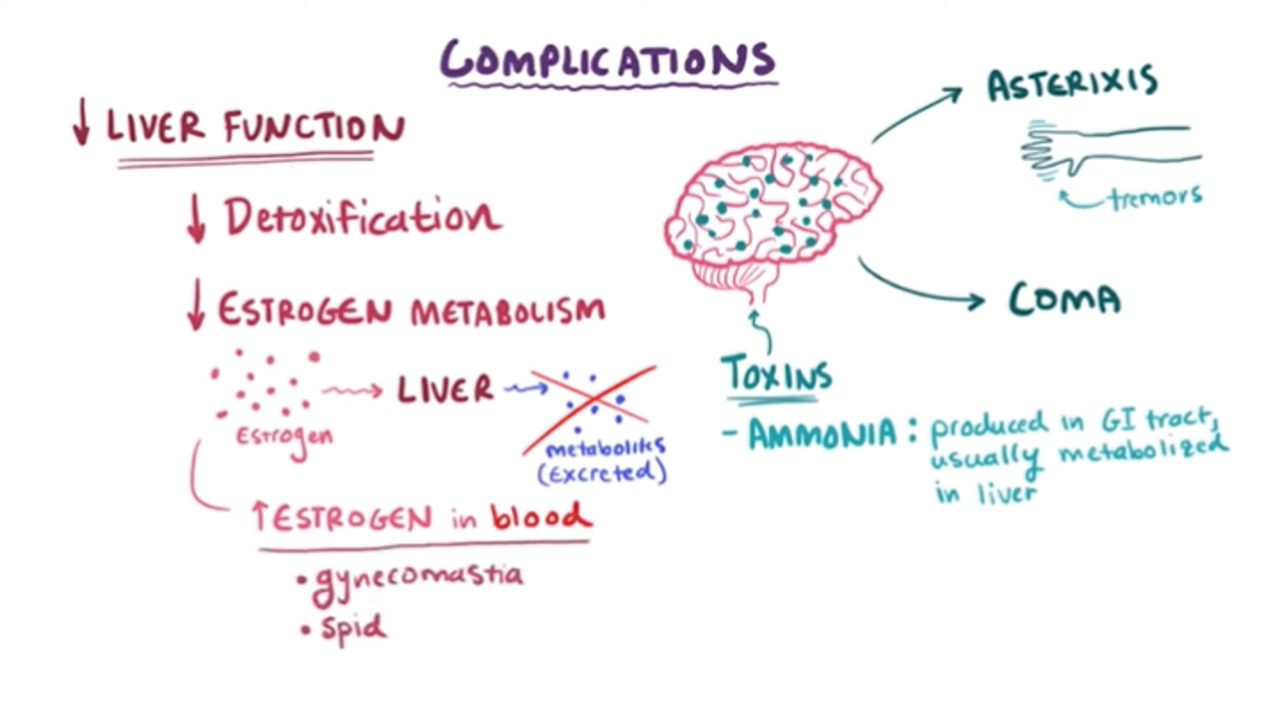 COMPLICATIONS
↓ LIVER FUNCTION
↓ Detoxification
↓ ESTROGEN METABOLISM
Estrogen
LIVER
metabolites
(Excreted)
↑ESTROGEN in blood
• gynecomastia
• spid
ASTERIXIS
tremors
COMA
TOXINS
- AMMONIA: produced in GI tract,
usually metabolized
in liver